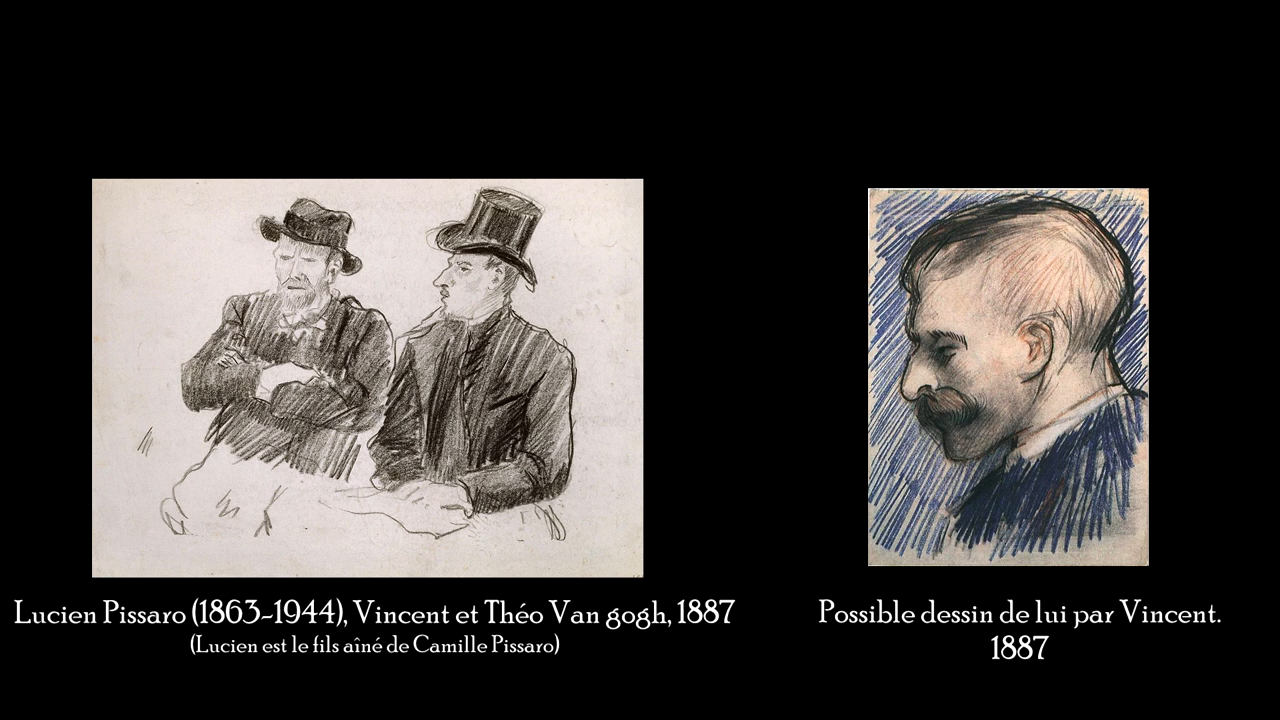 Lucien Pissaro (1863-1944), Vincent et Théo Van gogh, 1887
(Lucien est le fils aîné de Camille Pissaro)
Possible dessin de lui par Vincent.
1887